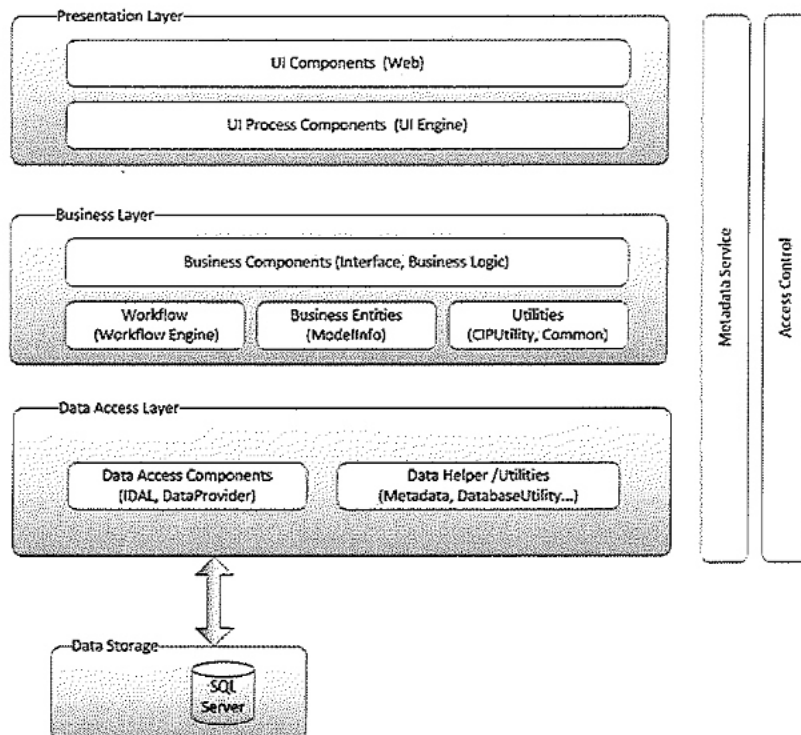 Presentation Layer
UI Components (Web)
UI Process Components (UI Engine)
Business Layer
Business Components (Interface, Business Logic)
Workflow
(Workflow Engine)
Business Entities
(ModelInfo)
Utilities
(CIPUtility, Common)
Data Access Layer
Data Access Components
(IDAL, DataProvider)
Data Helper /Utilities
(Metadata, DatabaseUtility...)
Data Storage
SQL
Server
Metadata Service
Access Control